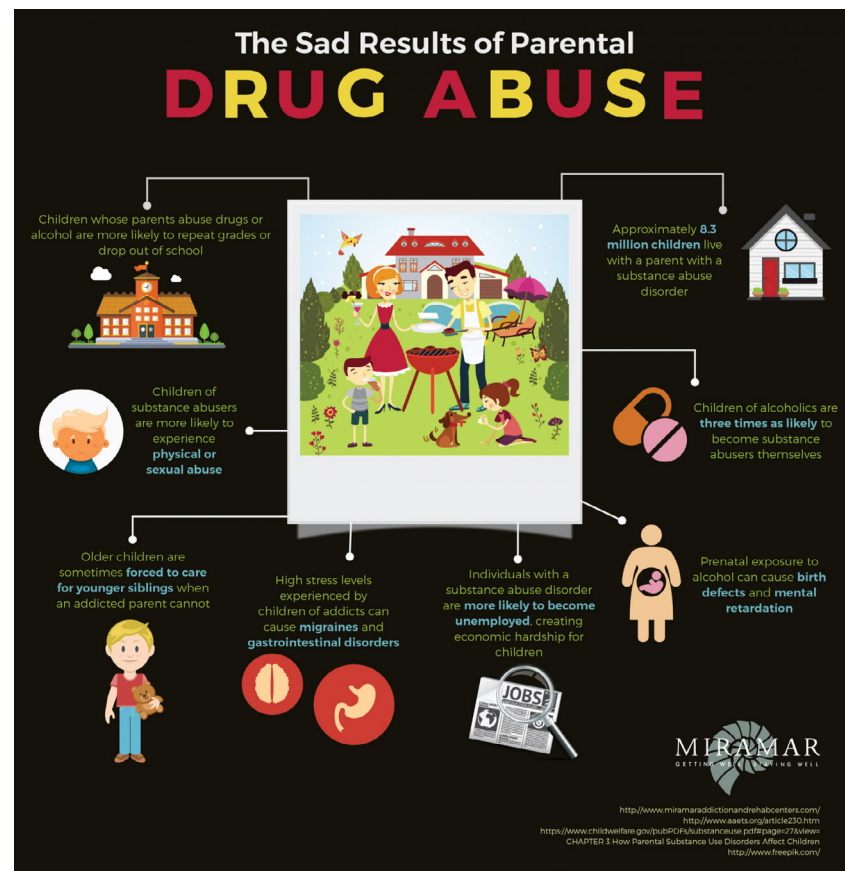 The Sad Results of Parental
DRUG ABUSE
Children whose parents abuse drugs or
alcohol are more likely to repeat grades or
drop out of school
Approximately 8.3
million children live
with a parent with a
substance abuse
disorder
Children of
substance abusers
are more likely to
experience
physical or
sexual abuse
Children of alcoholics are
three times as likely to
become substance
abusers themselves
Older children are
sometimes forced to care
for younger siblings when
an addicted parent cannot
High stress levels
experienced by
children of addicts can
cause migraines and
gastrointestinal disorders
Individuals with a
substance abuse disorder
are more likely to become
unemployed, creating
economic hardship for
children
JOBS
Prenatal exposure to
alcohol can cause birth
defects and mental
retardation
MIRAMAR
GETTING WELL STAYING WELL
http://www.miramaraddictionandrehabcenters.com/
http://www.aaets.org/article230.htm
https://www.childwelfare.gov/pubPDFs/substanceuse.pdf#page=27&view=
CHAPTER 3 How Parental Substance Use Disorders Affect Children
http://www.freepik.com/